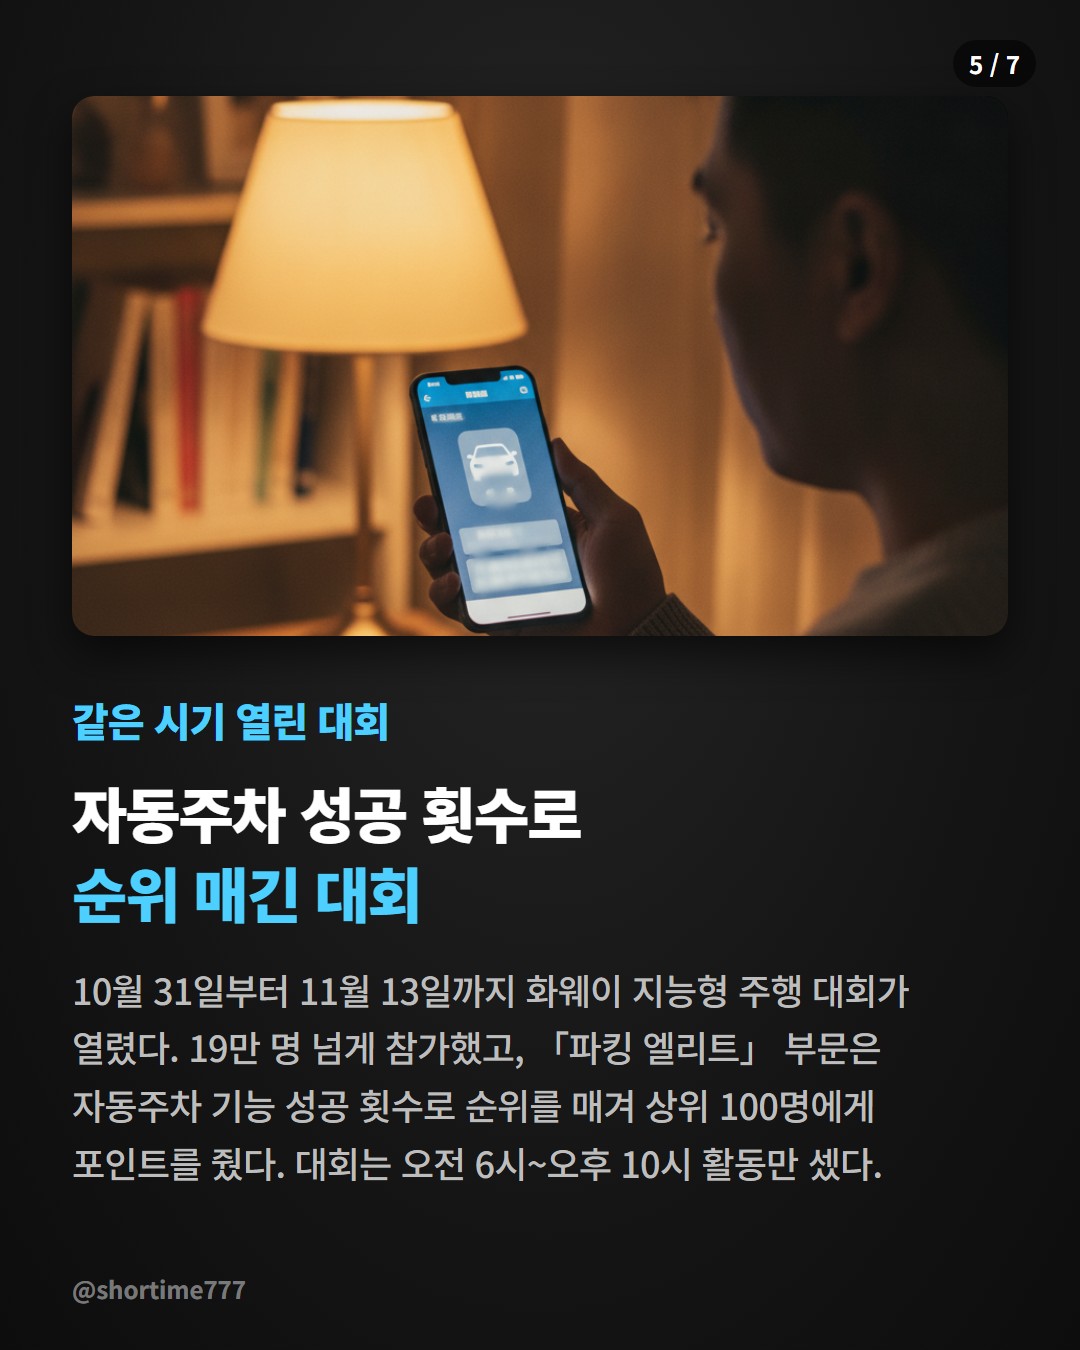 5 / 7
같은 시기 열린 대회
자동주차 성공 횟수로
순위 매긴 대회
10월 31일부터 11월 13일까지 화웨이 지능형 주행 대회가
열렸다. 19만 명 넘게 참가했고, 「파킹 엘리트」 부문은
자동주차 기능 성공 횟수로 순위를 매겨 상위 100명에게
포인트를 줬다. 대회는 오전 6시~오후 10시 활동만 셌다.
@shortime777